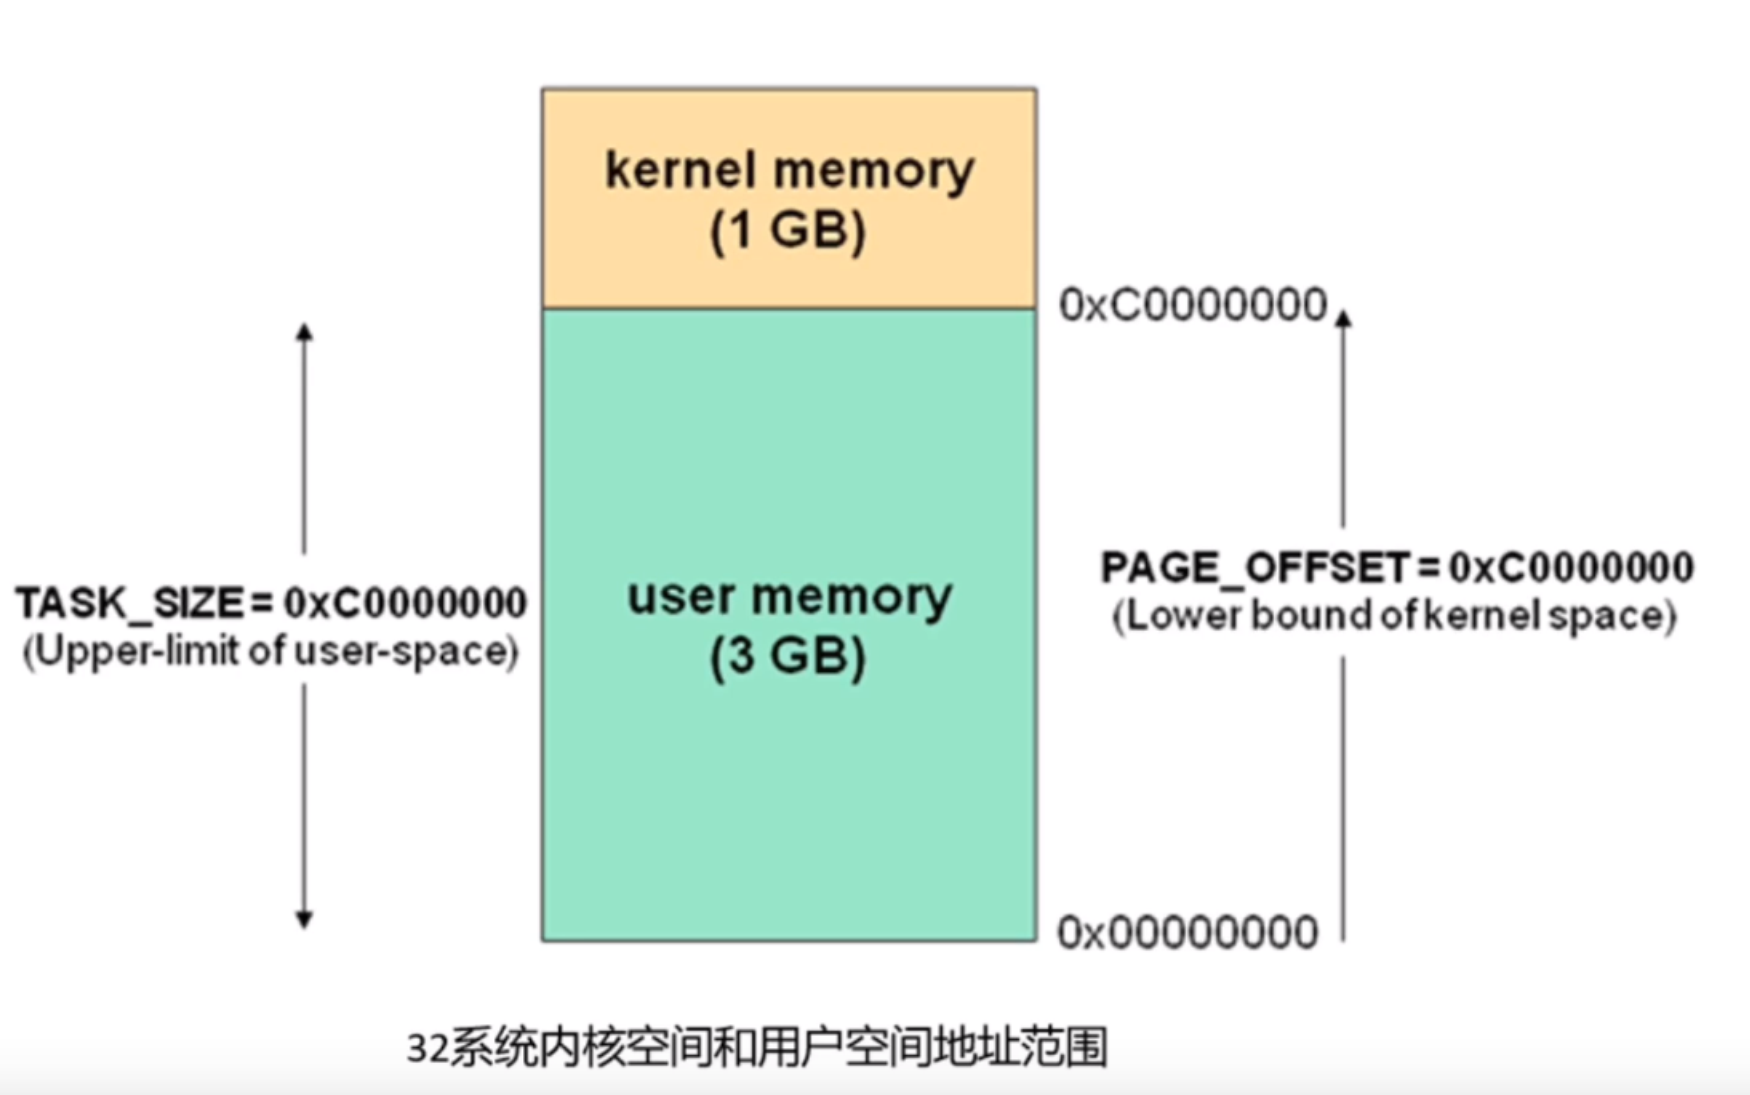 kernel memory
(1 GB)
0xC0000000
TASK_SIZE = 0xC0000000
(Upper-limit of user-space)
user memory
(3 GB)
PAGE_OFFSET = 0xC0000000
(Lower bound of kernel space)
0x00000000
32系统内核空间和用户空间地址范围